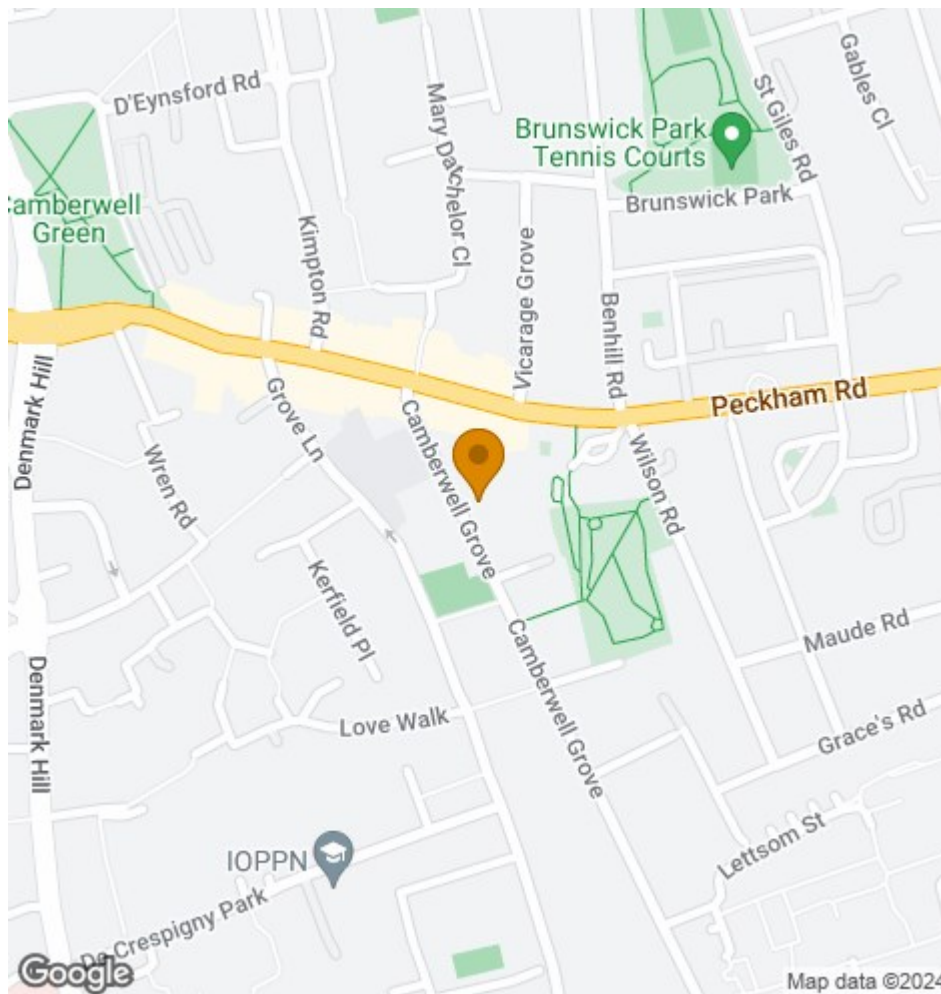 D'Eynsford Rd
Mary Datchelor Cl
St Giles Rd
Gables Cl
Brunswick Park
Tennis Courts
Camberwell
Green
Brunswick Park
Kimpton Rd
Vicarage Grove
Benhill Rd
Denmark Hill
Grove Ln
Camberwell Grove
Peckham Rd
Wren Rd
Wilson Rd
Kerfield Pl
Maude Rd
Camberwell Grove
Denmark Hill
Love Walk
Grace's Rd
Lettsom St
IOPPN
De Crespigny Park
Google
Map data ©2024